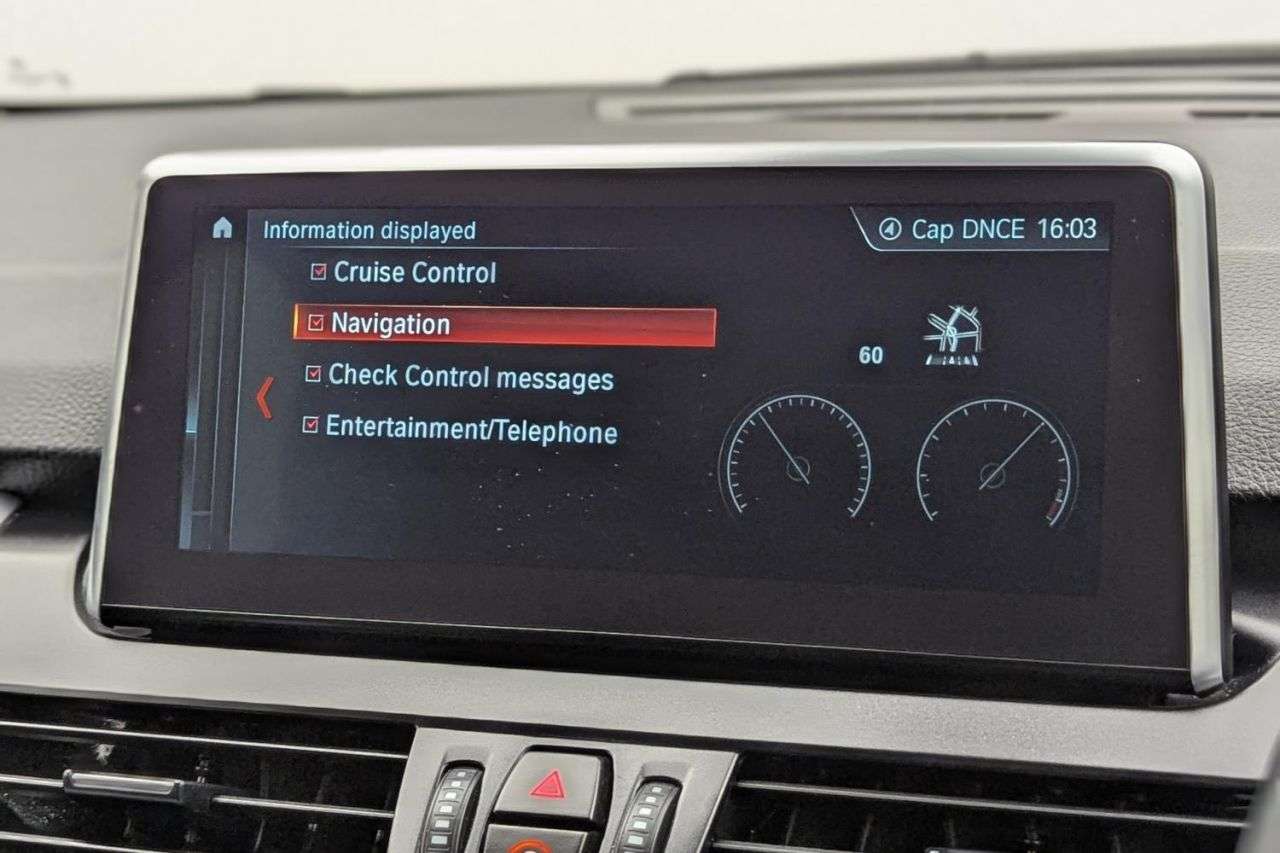 Information displayed
Cap DNCE 16:03
Cruise Control
Navigation
60
Check Control messages
Entertainment/Telephone